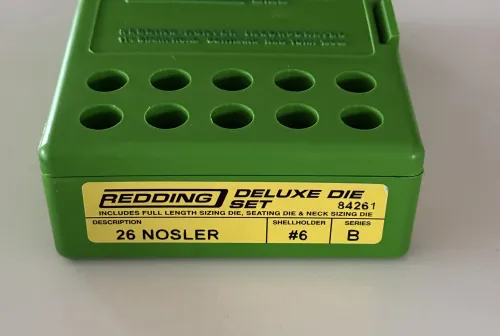 REDDING DELUXE DIE SET
84261
INCLUDES FULL LENGTH SIZING DIE, SEATING DIE & NECK SIZING DIE
DESCRIPTION SHELLHOLDER SERIES
26 NOSLER #6 B